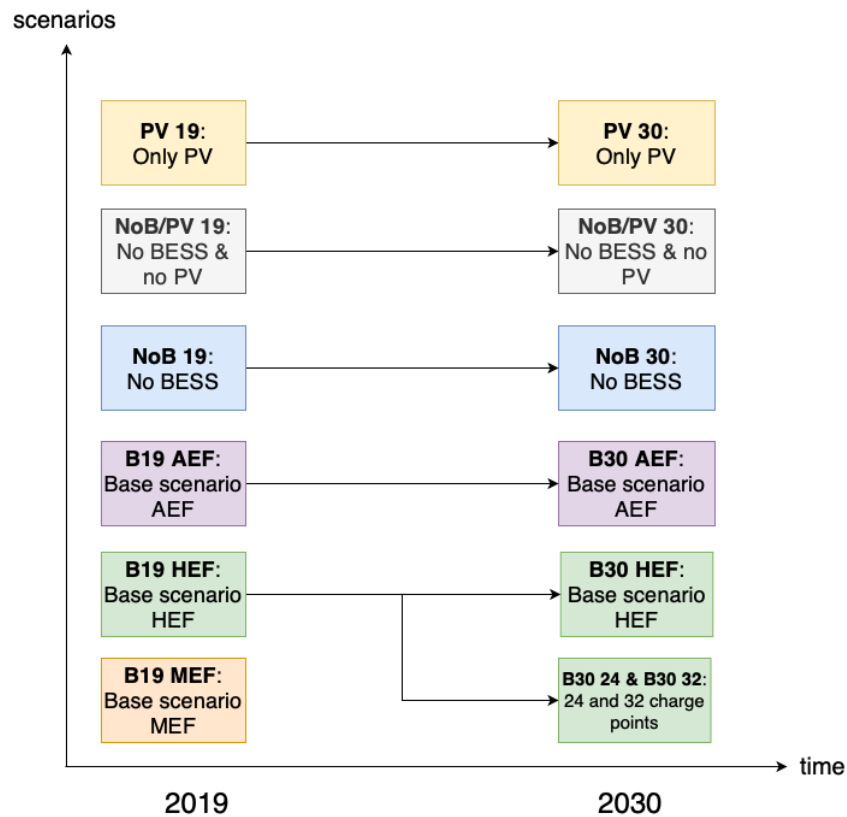 scenarios
PV 19:
Only PV
PV 30:
Only PV
NoB/PV 19:
No BESS &
no PV
NoB/PV 30:
No BESS & no
PV
NoB 19:
No BESS
NoB 30:
No BESS
B19 AEF:
Base scenario
AEF
B30 AEF:
Base scenario
AEF
B19 HEF:
Base scenario
HEF
B30 HEF:
Base scenario
HEF
B19 MEF:
Base scenario
MEF
B30 24 & B30 32:
24 and 32 charge
points
time
2019
2030